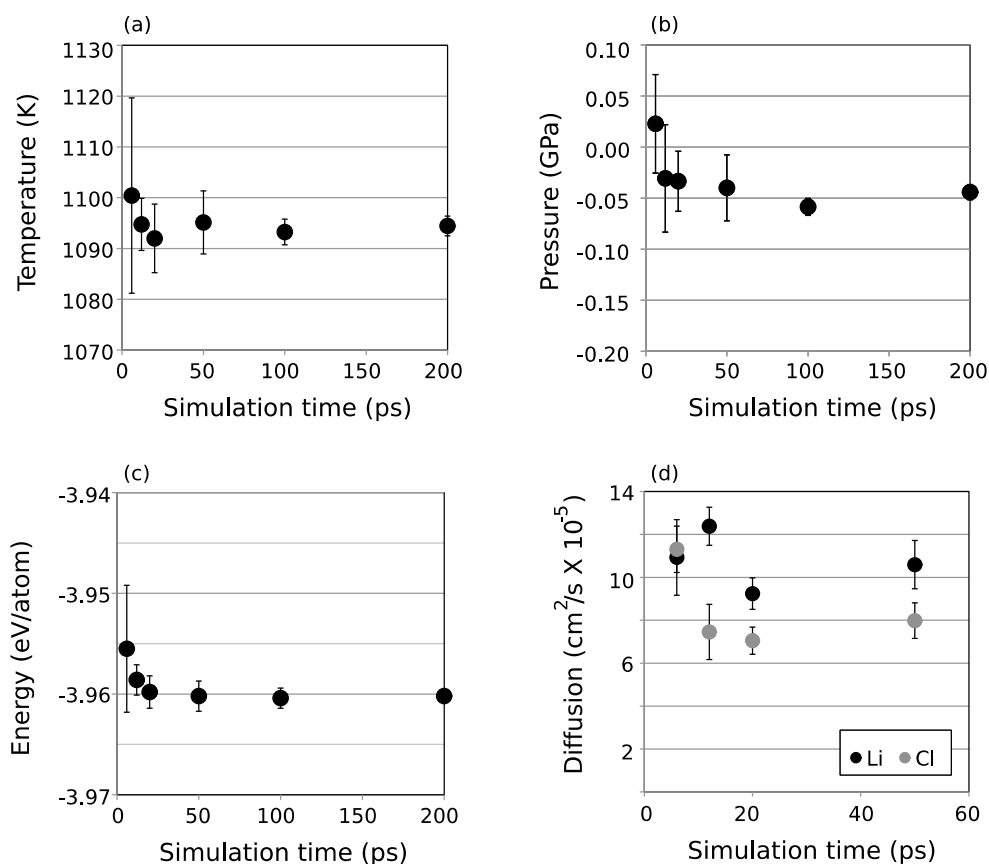 (a)
1130
1120
1110
1100
1090
1080
1070
Temperature (K)
0 50 100 150 200
Simulation time (ps)
(b)
0.10
0.05
0.00
-0.05
-0.10
-0.15
-0.20
Pressure (GPa)
0 50 100 150 200
Simulation time (ps)
(c)
-3.94
-3.95
-3.96
-3.97
Energy (eV/atom)
0 50 100 150 200
Simulation time (ps)
(d)
14
10
6
2
Diffusion (cm²/s X 10⁻⁵)
Li Cl
0 20 40 60
Simulation time (ps)